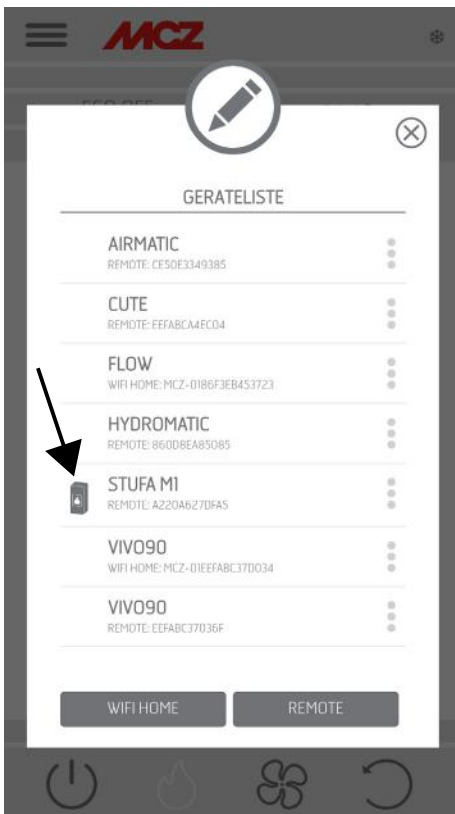 MCZ
GERATELISTE
AIRMATIC
REMOTE: CE50E3349385
CUTE
REMOTE: EEFABCA4EC04
FLOW
WIFI HOME: MCZ-0186F3EB453723
HYDROMATIC
REMOTE: 860D8EA85085
STUFA M1
REMOTE: A220A627DFA5
VIVO90
WIFI HOME: MCZ-01EEFABC37D034
VIVO90
REMOTE: EEFABC37036F
WIFI HOME
REMOTE